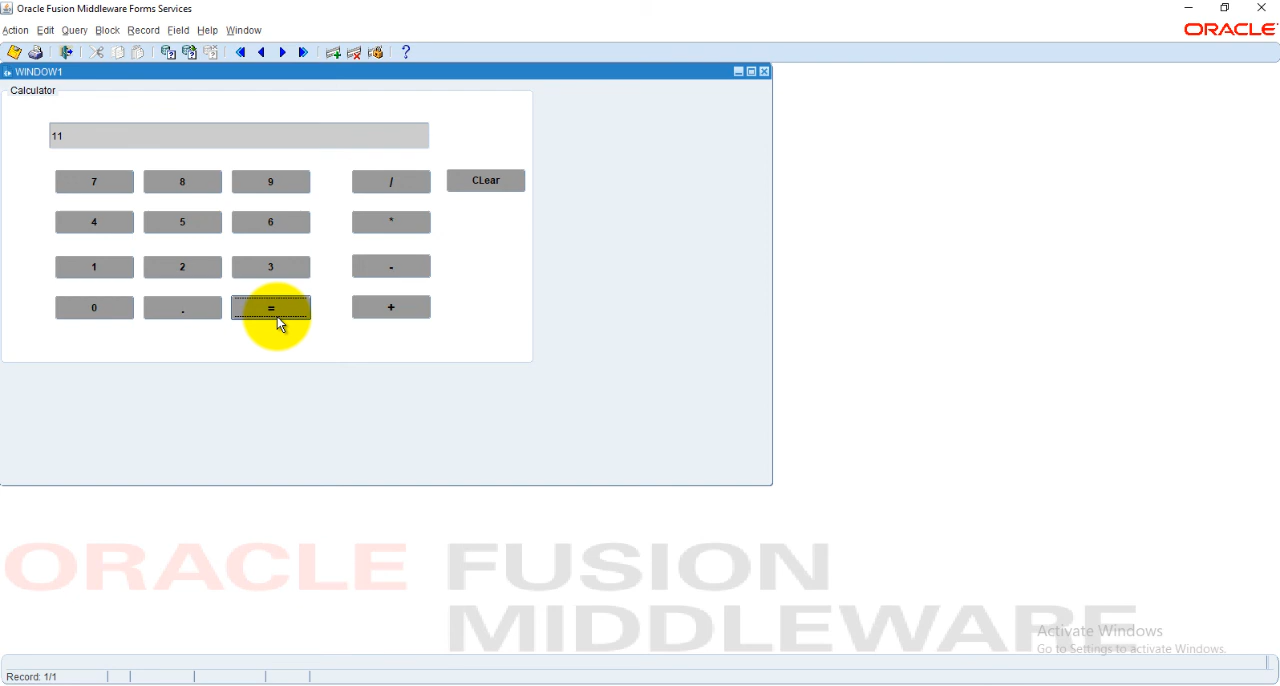 Oracle Fusion Middleware Forms Services
Action Edit Query Block Record Field Help Window
ORACLE
WINDOW1
Calculator
11
7 8 9 / CLear
4 5 6 *
1 2 3 -
0 . = +
ORACLE FUSION
MIDDLEWARE
Activate Windows
Go to Settings to activate Windows.
Record: 1/1